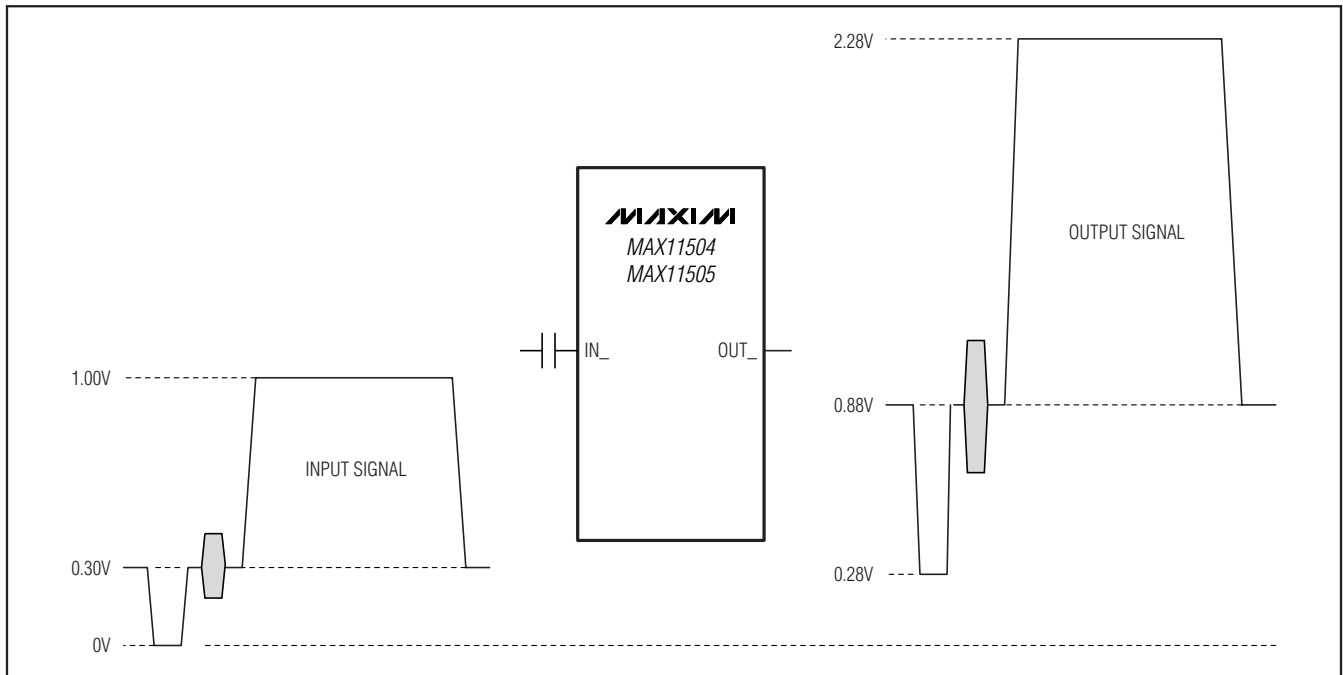 2.28V
MAXIM
MAX11504
MAX11505
OUTPUT SIGNAL
IN_
OUT_
1.00V
0.88V
INPUT SIGNAL
0.30V
0.28V
0V